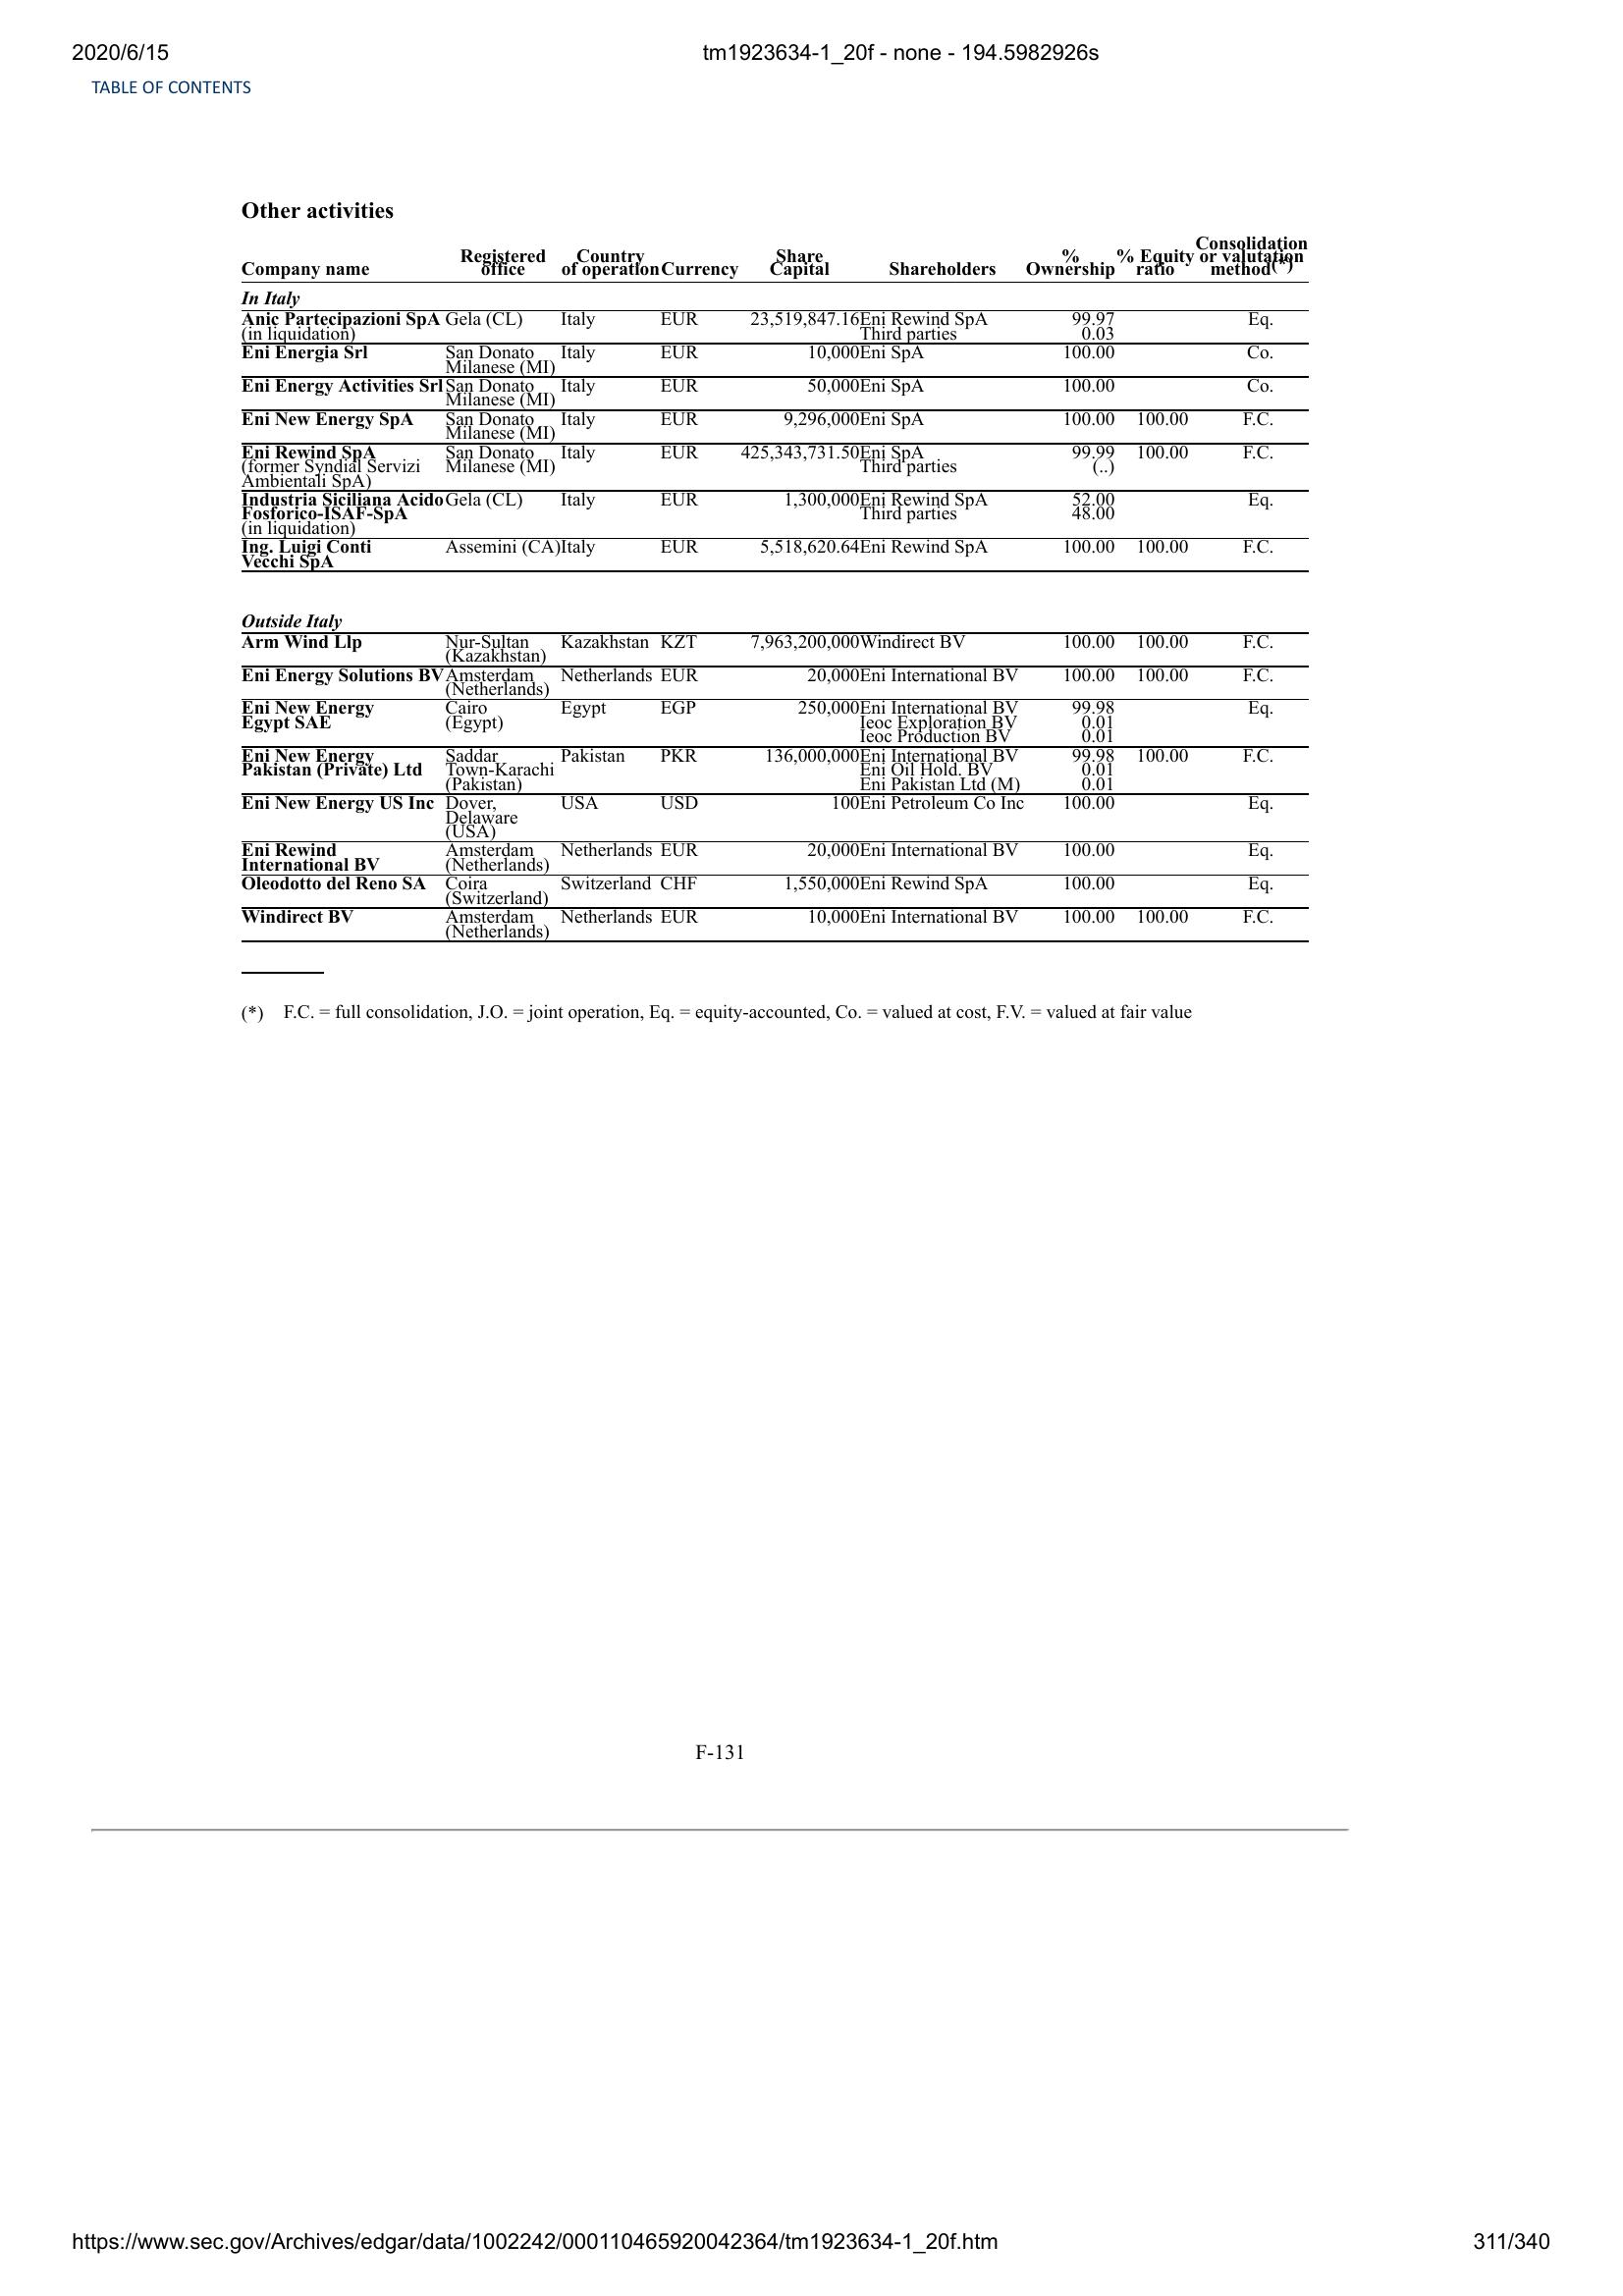 2020/6/15 tm1923634-1_20f - none - 194.5982926s
TABLE OF CONTENTS
Other activities
Company name Registered office Country of operation Currency Share Capital Shareholders % Ownership % Equity ratio Consolidation or valutation method(*)
In Italy
Anic Partecipazioni SpA Gela (CL) Italy EUR 23,519,847.16 Eni Rewind SpA 99.97 Eq.
(in liquidation) Third parties 0.03
Eni Energia Srl San Donato Italy EUR 10,000 Eni SpA 100.00 Co.
Milanese (MI)
Eni Energy Activities Srl San Donato Italy EUR 50,000 Eni SpA 100.00 Co.
Milanese (MI)
Eni New Energy SpA San Donato Italy EUR 9,296,000 Eni SpA 100.00 100.00 F.C.
Milanese (MI)
Eni Rewind SpA San Donato Italy EUR 425,343,731.50 Eni SpA 99.99 100.00 F.C.
(former Syndial Servizi Milanese (MI) Third parties (..)
Ambientali SpA)
Industria Siciliana Acido Gela (CL) Italy EUR 1,300,000 Eni Rewind SpA 52.00 Eq.
Fosforico-ISAF-SpA Third parties 48.00
(in liquidation)
Ing. Luigi Conti Assemini (CA) Italy EUR 5,518,620.64 Eni Rewind SpA 100.00 100.00 F.C.
Vecchi SpA
Outside Italy
Arm Wind Llp Nur-Sultan Kazakhstan KZT 7,963,200,000 Windirect BV 100.00 100.00 F.C.
(Kazakhstan)
Eni Energy Solutions BV Amsterdam Netherlands EUR 20,000 Eni International BV 100.00 100.00 F.C.
(Netherlands)
Eni New Energy Cairo Egypt EGP 250,000 Eni International BV 99.98 Eq.
Egypt SAE (Egypt) Ieoc Exploration BV 0.01
Ieoc Production BV 0.01
Eni New Energy Saddar Pakistan PKR 136,000,000 Eni International BV 99.98 100.00 F.C.
Pakistan (Private) Ltd Town-Karachi Eni Oil Hold. BV 0.01
(Pakistan) Eni Pakistan Ltd (M) 0.01
Eni New Energy US Inc Dover, USA USD 100 Eni Petroleum Co Inc 100.00 Eq.
Delaware
(USA)
Eni Rewind Amsterdam Netherlands EUR 20,000 Eni International BV 100.00 Eq.
International BV (Netherlands)
Oleodotto del Reno SA Coira Switzerland CHF 1,550,000 Eni Rewind SpA 100.00 Eq.
(Switzerland)
Windirect BV Amsterdam Netherlands EUR 10,000 Eni International BV 100.00 100.00 F.C.
(Netherlands)
(*) F.C. = full consolidation, J.O. = joint operation, Eq. = equity-accounted, Co. = valued at cost, F.V. = valued at fair value
F-131
https://www.sec.gov/Archives/edgar/data/1002242/000110465920042364/tm1923634-1_20f.htm 311/340